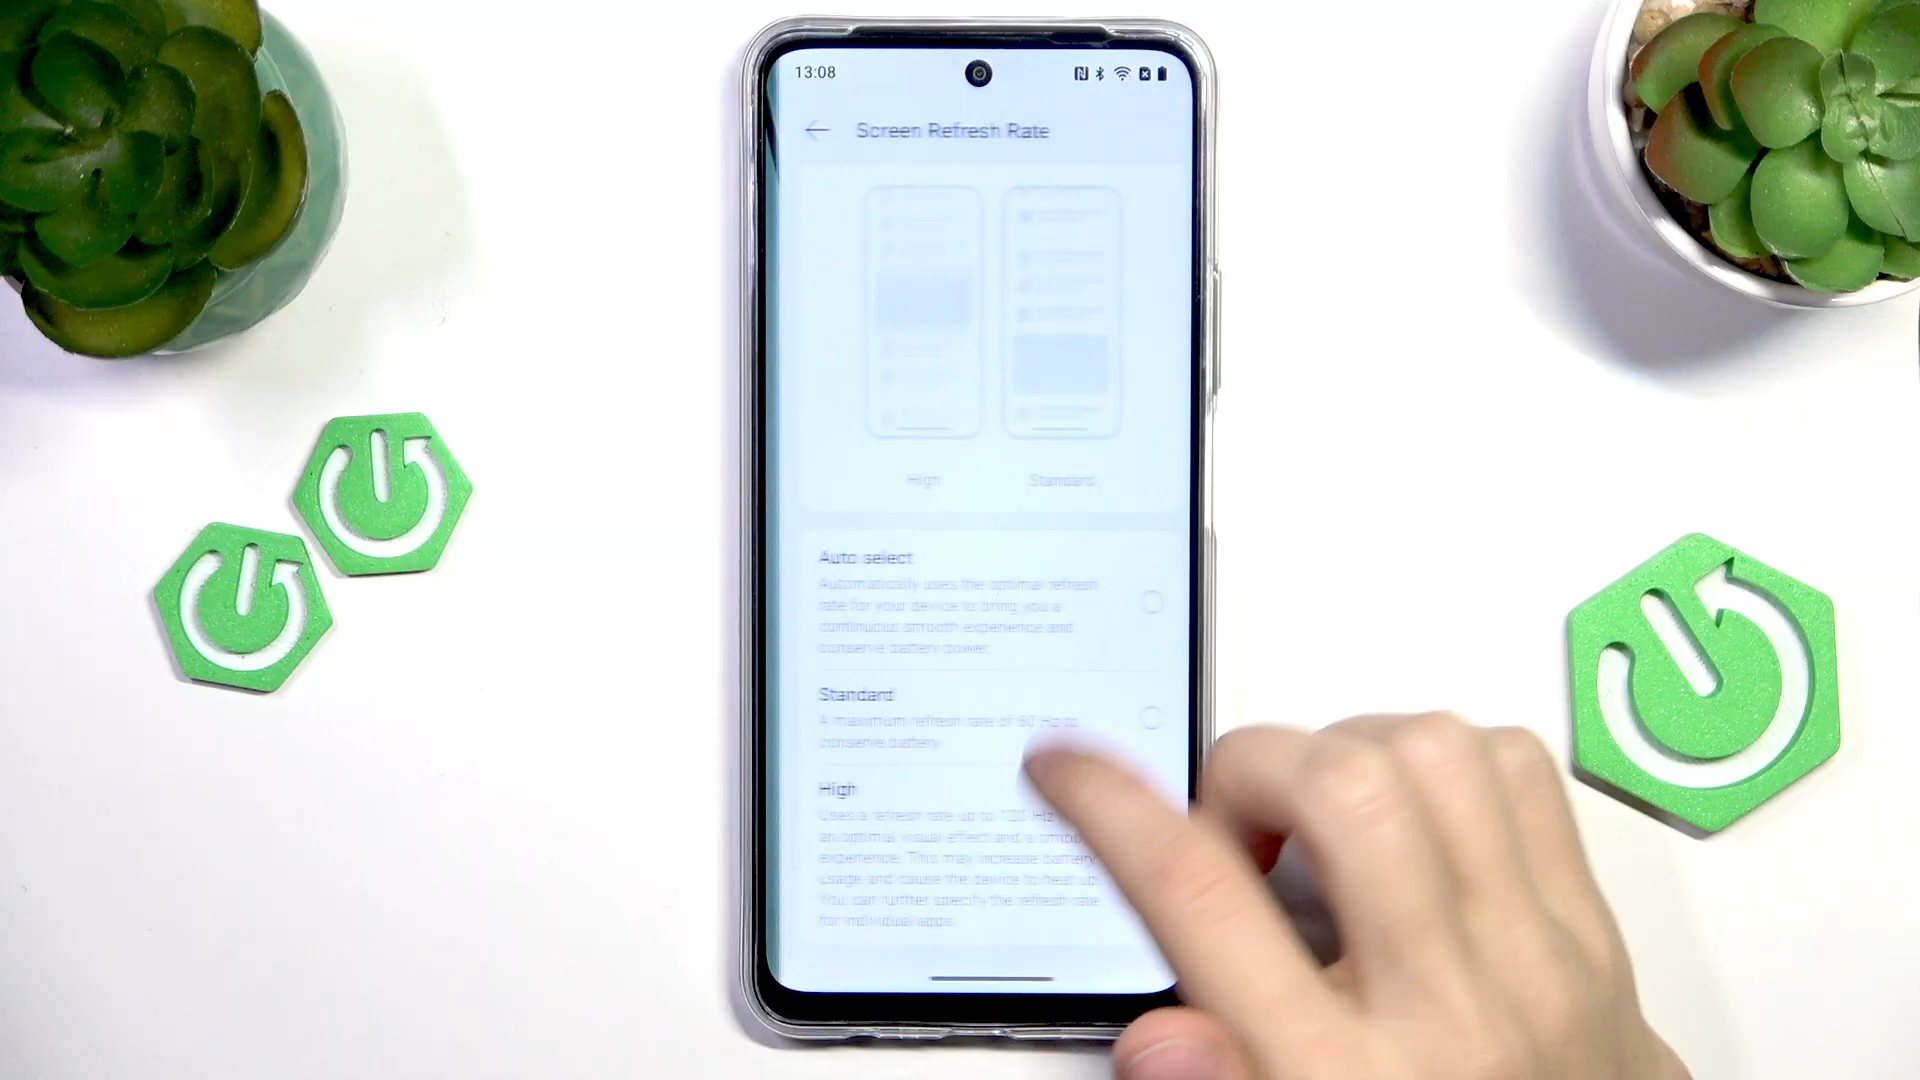 13:08
Screen Refresh Rate
High
Standard
Auto select
Automatically uses the optimal refresh
rate for your device to bring you a
continuous smooth experience and
conserve battery power.
Standard
A maximum refresh rate of 60 Hz to
conserve battery.
High
Uses a refresh rate up to 120 Hz
an optimal visual effect and a
experience. This may increase battery
usage and cause the device to heat up.
You can further specify the refresh rate
for individual apps.